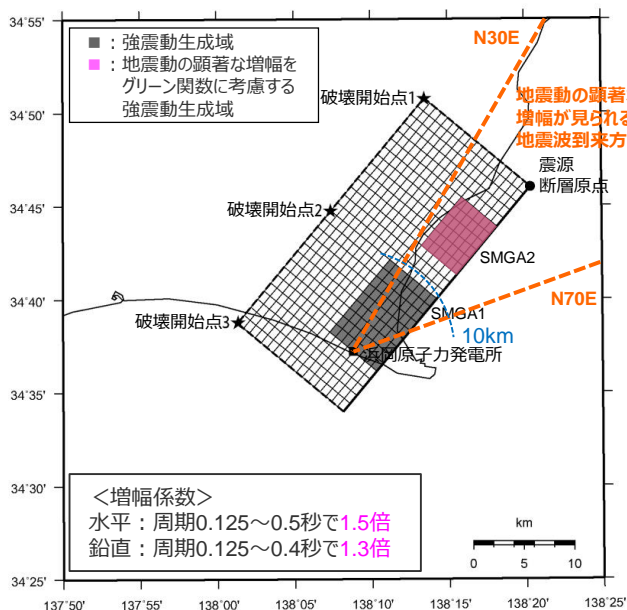 ■ ：強震動生成域
■ ：地震動の顕著な増幅を
グリーン関数に考慮する
強震動生成域
N30E
地震動の顕著
増幅が見られる
地震波到来方
破壊開始点1
震源
断層原点
破壊開始点2
SMGA2
破壊開始点3
SMGA1
N70E
10km
浜岡原子力発電所
＜増幅係数＞
水平：周期0.125～0.5秒で1.5倍
鉛直：周期0.125～0.4秒で1.3倍
km
0 5 10
34°55'
34°50'
34°45'
34°40'
34°35'
34°30'
34°25'
137°50' 137°55' 138°00' 138°05' 138°10' 138°15' 138°20' 138°25'